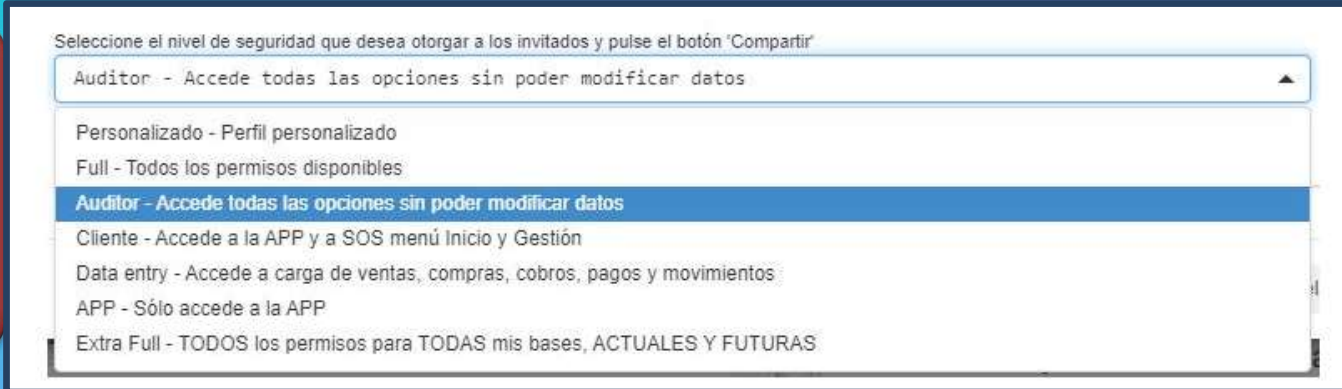 Seleccione el nivel de seguridad que desea otorgar a los invitados y pulse el botón 'Compartir'
Auditor - Accede todas las opciones sin poder modificar datos
Personalizado - Perfil personalizado
Full - Todos los permisos disponibles
Auditor - Accede todas las opciones sin poder modificar datos
Cliente - Accede a la APP y a SOS menú Inicio y Gestión
Data entry - Accede a carga de ventas, compras, cobros, pagos y movimientos
APP - Sólo accede a la APP
Extra Full - TODOS los permisos para TODAS mis bases, ACTUALES Y FUTURAS